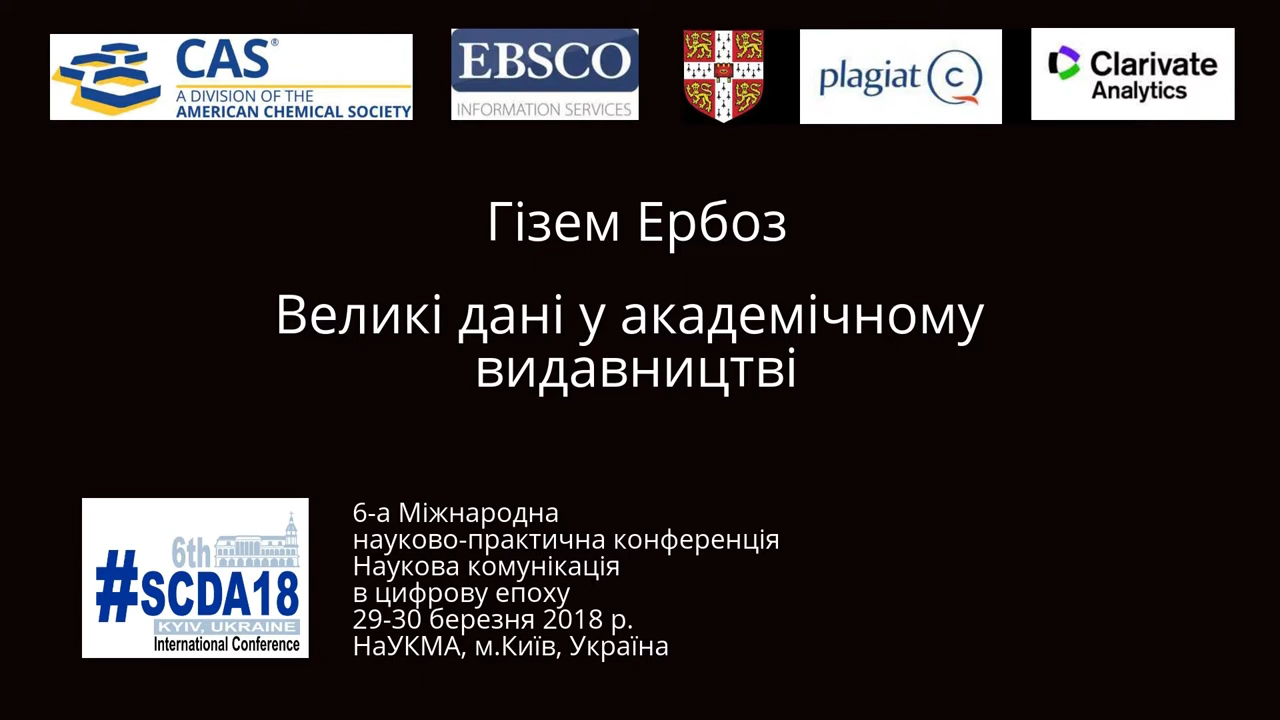 CAS®
A DIVISION OF THE
AMERICAN CHEMICAL SOCIETY
EBSCO
INFORMATION SERVICES
plagiat c
Clarivate
Analytics
Гізем Ербоз
Великі дані у академічному
видавництві
6th
#SCDA18
KYIV, UKRAINE
International Conference
6-а Міжнародна
науково-практична конференція
Наукова комунікація
в цифрову епоху
29-30 березня 2018 р.
НаУКМА, м.Київ, Україна